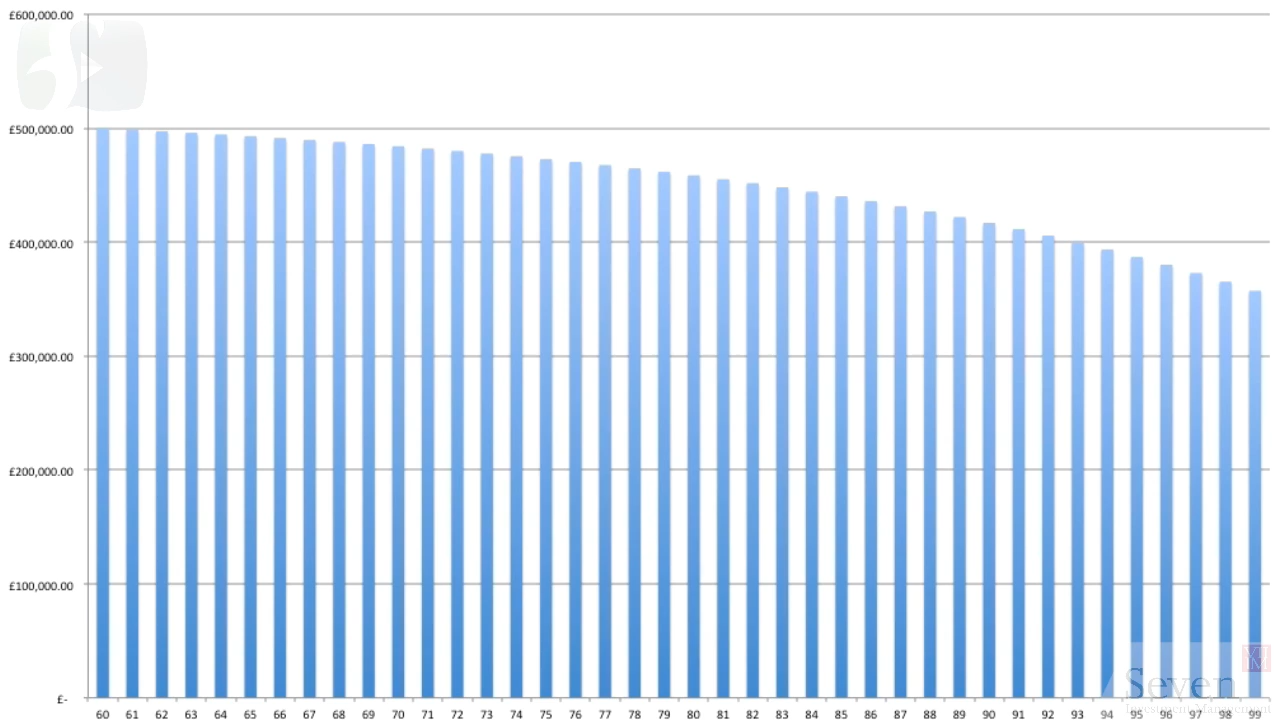 £600,000.00
£500,000.00
£400,000.00
£300,000.00
£200,000.00
£100,000.00
£-
60 61 62 63 64 65 66 67 68 69 70 71 72 73 74 75 76 77 78 79 80 81 82 83 84 85 86 87 88 89 90 91 92 93 94 95 96 97 98 99
Seven
Investment Management